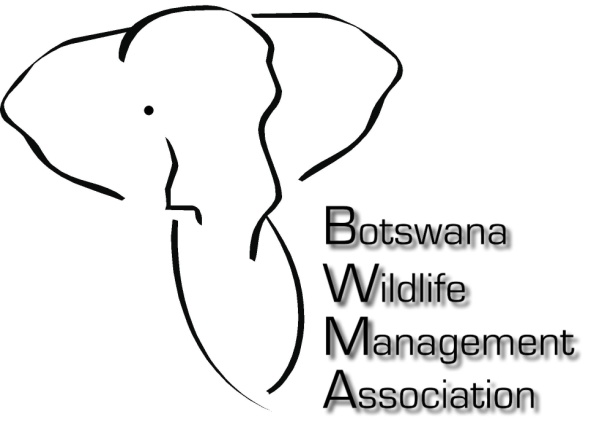 Botswana
Wildlife
Management
Association